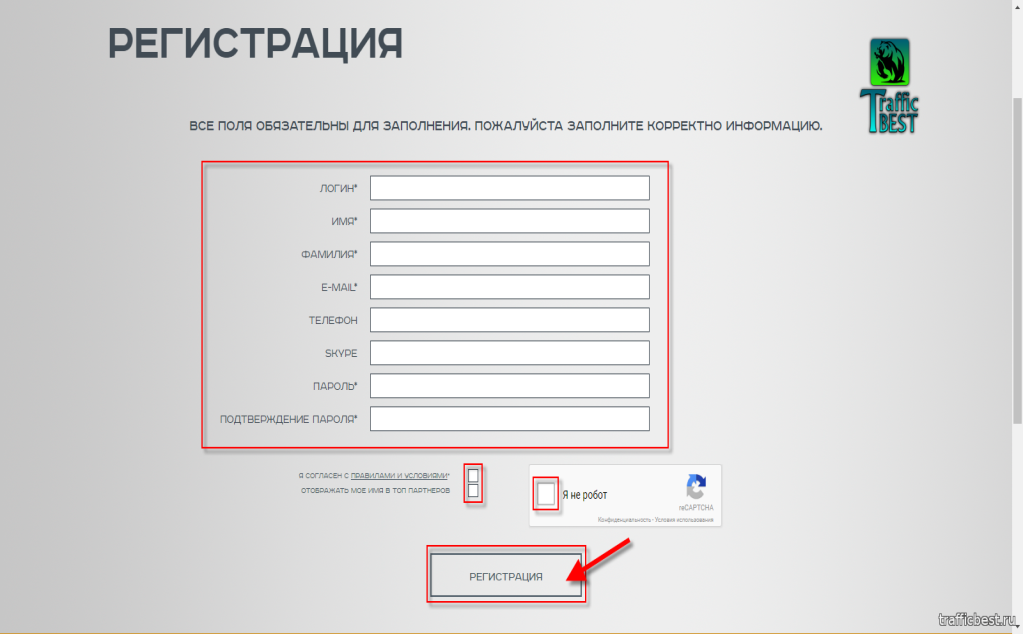 РЕГИСТРАЦИЯ
Traffic
BEST
ВСЕ ПОЛЯ ОБЯЗАТЕЛЬНЫ ДЛЯ ЗАПОЛНЕНИЯ. ПОЖАЛУЙСТА ЗАПОЛНИТЕ КОРРЕКТНО ИНФОРМАЦИЮ.
ЛОГИН*
ИМЯ*
ФАМИЛИЯ*
E-MAIL*
ТЕЛЕФОН
SKYPE
ПАРОЛЬ*
ПОДТВЕРЖДЕНИЕ ПАРОЛЯ*
Я СОГЛАСЕН С ПРАВИЛАМИ И УСЛОВИЯМИ*
ОТОБРАЖАТЬ МОЕ ИМЯ В ТОП ПАРТНЕРОВ
Я не робот
reCAPTCHA
Конфиденциальность - Условия использования
РЕГИСТРАЦИЯ
trafficbest.ru